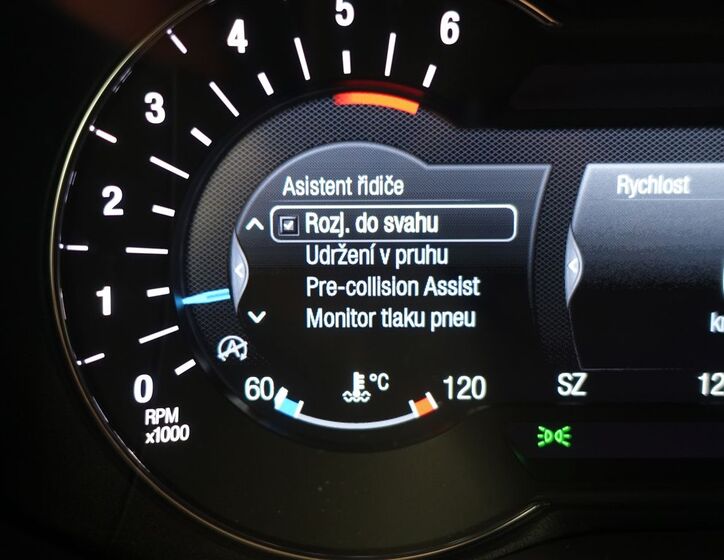 6
5
4
3
2
1
0
RPM
x1000
Asistent řidiče
Rozj. do svahu
Udržení v pruhu
Pre-collision Assist
Monitor tlaku pneu
Rychlost
A
60
°C
120
SZ
12